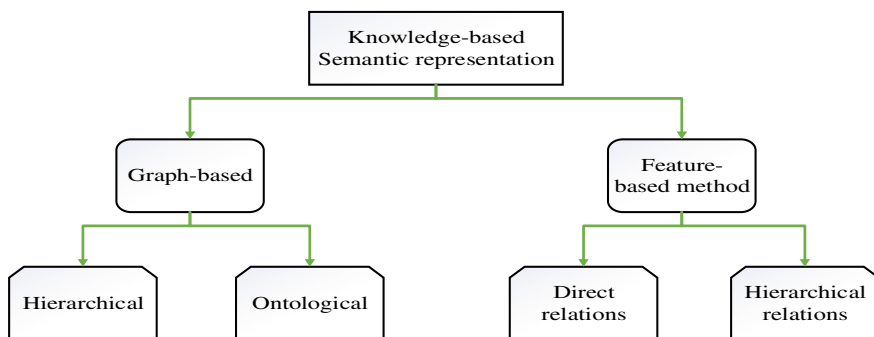 Knowledge-based
Semantic representation
Graph-based
Feature-
based method
Hierarchical
Ontological
Direct
relations
Hierarchical
relations